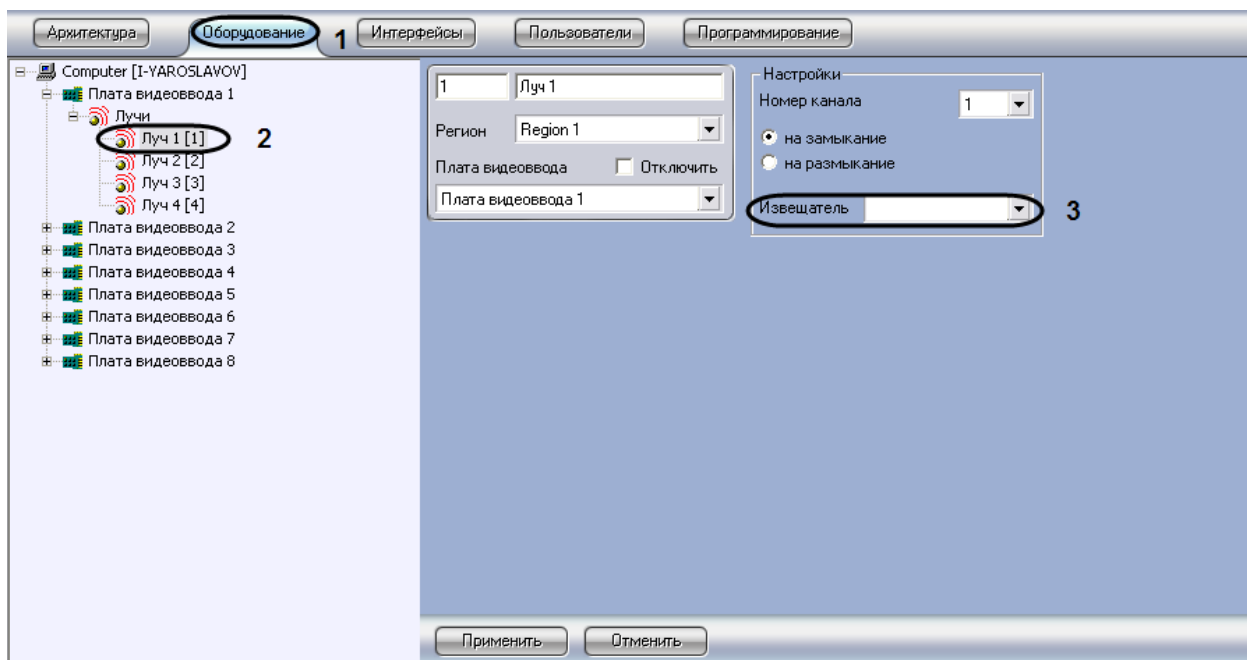 Архитектура
Оборудование
1
Интерфейсы
Пользователи
Программирование
Computer [I-YAROSLAVOV]
Плата видеоввода 1
Лучи
Луч 1 [1]
2
Луч 2 [2]
Луч 3 [3]
Луч 4 [4]
Плата видеоввода 2
Плата видеоввода 3
Плата видеоввода 4
Плата видеоввода 5
Плата видеоввода 6
Плата видеоввода 7
Плата видеоввода 8
1
Луч 1
Регион
Region 1
Плата видеоввода
Отключить
Плата видеоввода 1
Настройки
Номер канала
1
на замыкание
на размыкание
Извещатель
3
Применить
Отменить